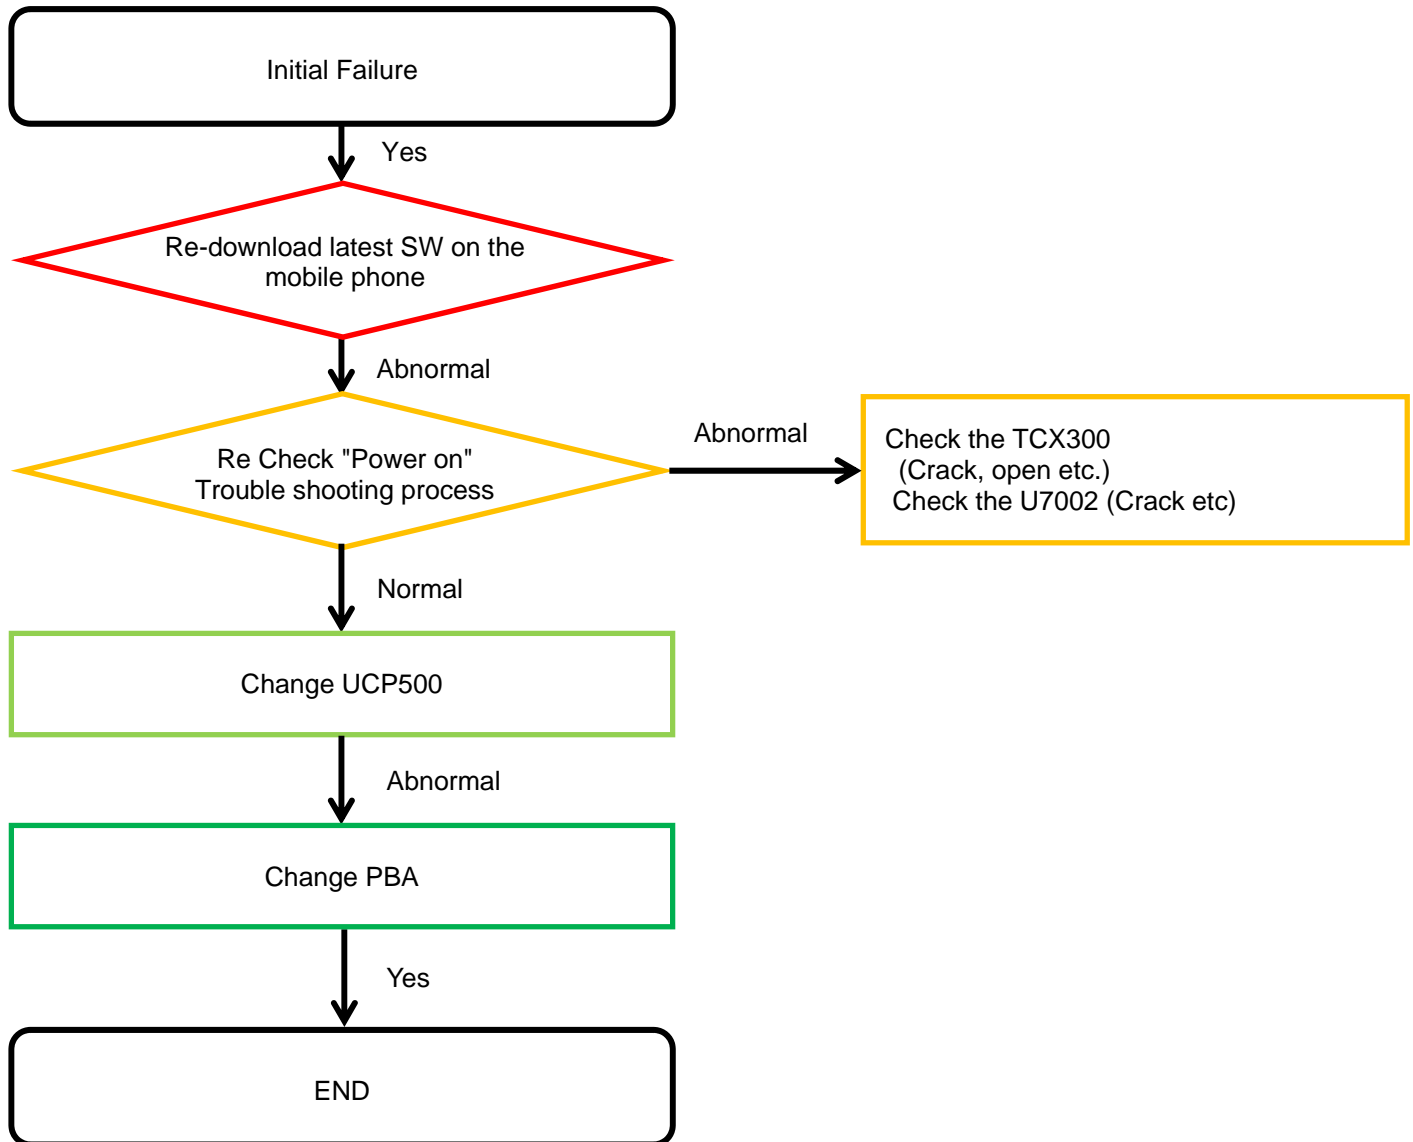 Initial Failure
Yes
Re-download latest SW on the
mobile phone
Abnormal
Re Check "Power on"
Trouble shooting process
Abnormal
Check the TCX300
(Crack, open etc.)
Check the U7002 (Crack etc)
Normal
Change UCP500
Abnormal
Change PBA
Yes
END